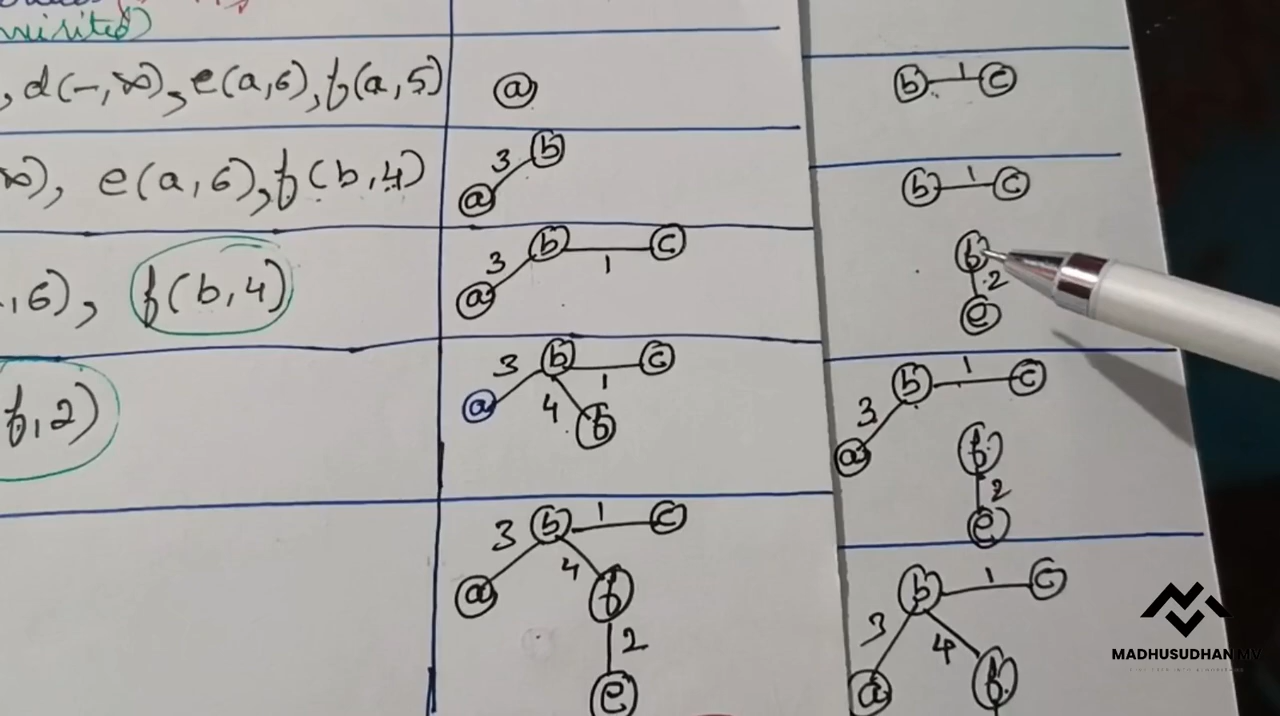 visited)
, d(-, ∞), e(a,6), f(a,5)
a
b 1 c
∞), e(a,6), f(b,4)
3 b
a
b 1 c
,6), f(b,4)
3 b 1 c
a
f 2
e
f,2)
3 b 1 c
a 4 f
3 b 1 c
a
f 2
e
3 b 1 c
a 4 f
2
e
3 b 1 c
a 4 f
MADHUSUDHAN MV